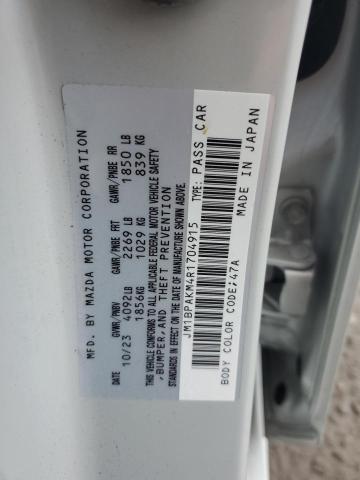 MFD. BY MAZDA MOTOR CORPORATION
DATE GVWR/PNBV GAWR/PNBE FRT GAWR/PNBE RR
10/23 4092LB 2269 LB 1850 LB
1856KG 1029 KG 839 KG
THIS VEHICLE CONFORMS TO ALL APPLICABLE FEDERAL MOTOR VEHICLE SAFETY
,BUMPER, AND THEFT PREVENTION
STANDARDS IN EFFECT ON THE DATE OF MANUFACTURE SHOWN ABOVE.
JM1BPAKM4R1704915 TYPE: PASS CAR
BODY COLOR CODE:47A MADE IN JAPAN